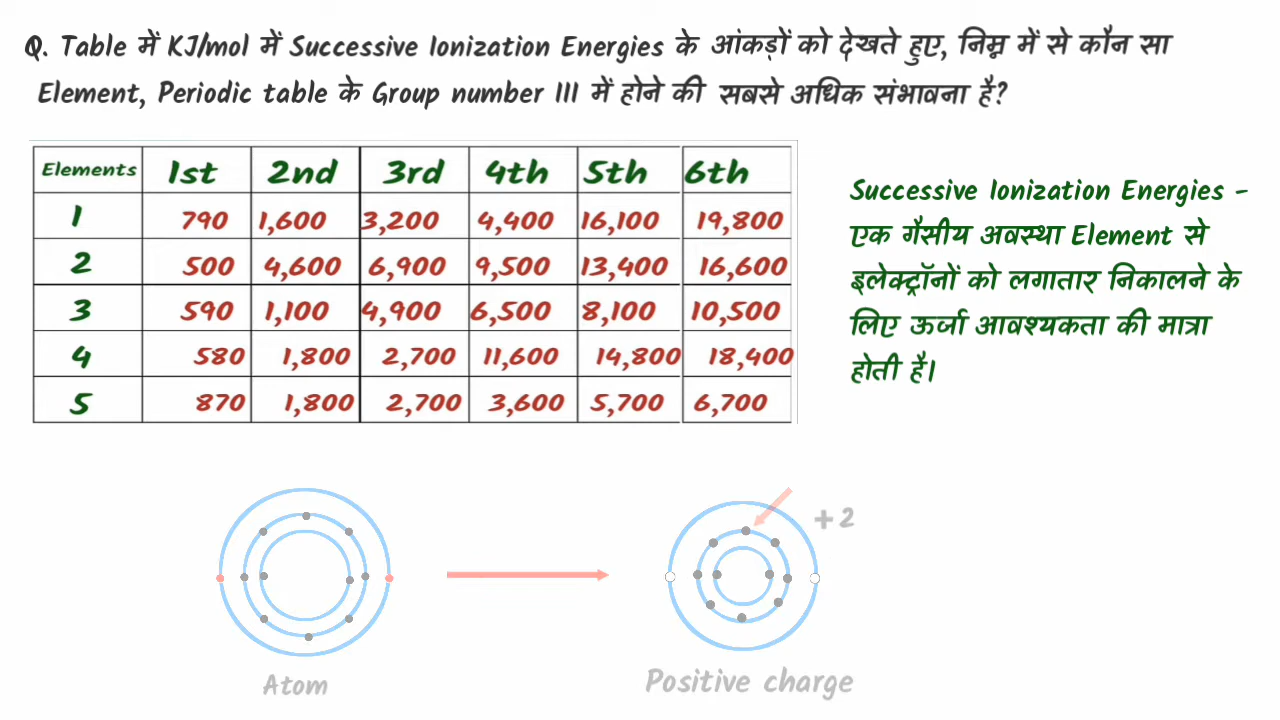 Q. Table में KJ/mol में Successive Ionization Energies के आंकड़ों को देखते हुए, निम्न में से कौन सा
Element, Periodic table के Group number III में होने की सबसे अधिक संभावना है?
Elements 1st 2nd 3rd 4th 5th 6th
1 790 1,600 3,200 4,400 16,100 19,800
2 500 4,600 6,900 9,500 13,400 16,600
3 590 1,100 4,900 6,500 8,100 10,500
4 580 1,800 2,700 11,600 14,800 18,400
5 870 1,800 2,700 3,600 5,700 6,700
Successive Ionization Energies -
एक गैसीय अवस्था Element से
इलेक्ट्रॉनों को लगातार निकालने के
लिए ऊर्जा आवश्यकता की मात्रा
होती है।
+2
Atom
Positive charge